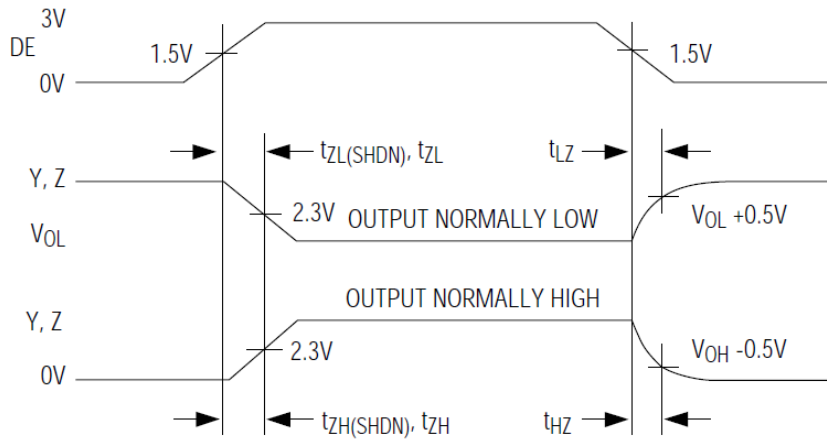 3V
DE
1.5V
1.5V
0V
tZL(SHDN), tZL
tLZ
Y, Z
2.3V
OUTPUT NORMALLY LOW
VOL +0.5V
VOL
OUTPUT NORMALLY HIGH
Y, Z
2.3V
VOH -0.5V
0V
tZH(SHDN), tZH
tHZ